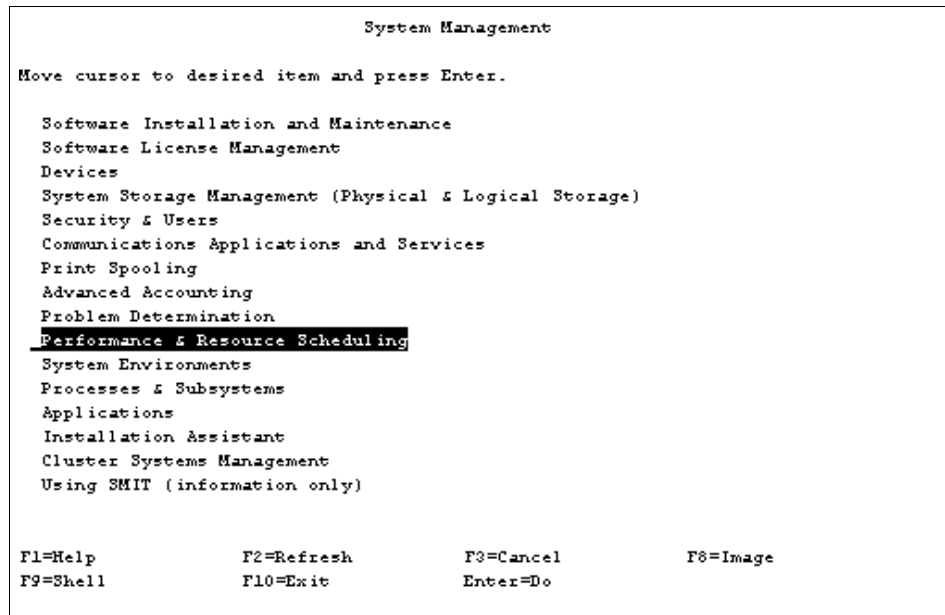 System Management
Move cursor to desired item and press Enter.
Software Installation and Maintenance
Software License Management
Devices
System Storage Management (Physical & Logical Storage)
Security & Users
Communications Applications and Services
Print Spooling
Advanced Accounting
Problem Determination
Performance & Resource Scheduling
System Environments
Processes & Subsystems
Applications
Installation Assistant
Cluster Systems Management
Using SMIT (information only)
F1=Help F2=Refresh F3=Cancel F8=Image
F9=Shell F10=Exit Enter=Do